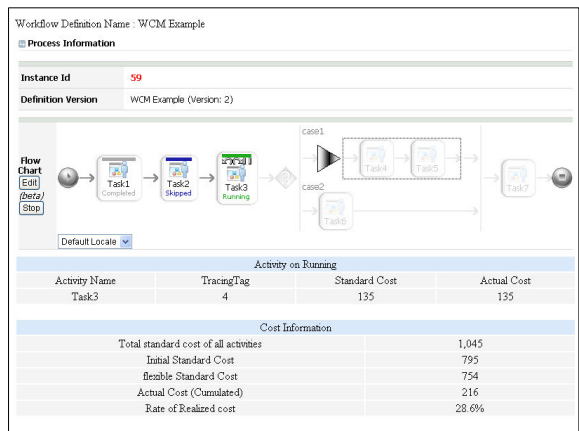 Workflow Definition Name : WCM Example
Process Information
Instance Id 59
Definition Version WCM Example (Version: 2)
Flow Chart
Edit
(beta)
Stop
Task1
Completed
Task2
Skipped
Task3
Running
case1
Task4
Task5
case2
Task6
Task7
Default Locale
Activity on Running
Activity Name TracingTag Standard Cost Actual Cost
Task3 4 135 135
Cost Information
Total standard cost of all activities 1,045
Initial Standard Cost 795
flexible Standard Cost 754
Actual Cost (Cumulated) 216
Rate of Realized cost 28.6%